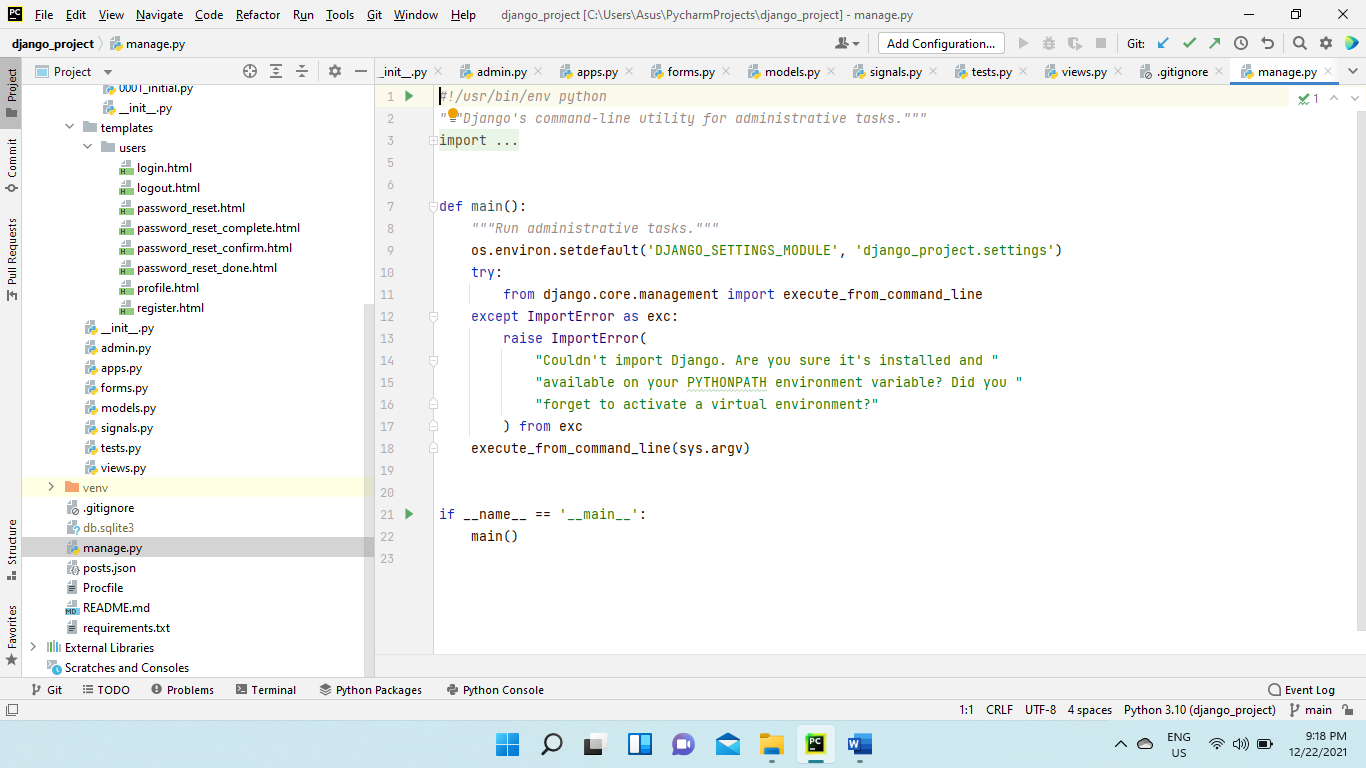 PC File Edit View Navigate Code Refactor Run Tools Git Window Help django_project [C:\Users\Asus\PycharmProjects\django_project] - manage.py
django_project manage.py Add Configuration... Git:
Project _init__.py admin.py apps.py forms.py models.py signals.py tests.py views.py .gitignore manage.py
Project
Commit
Pull Requests
Structure
Favorites
0001_initial.py
__init__.py
templates
users
login.html
logout.html
password_reset.html
password_reset_complete.html
password_reset_confirm.html
password_reset_done.html
profile.html
register.html
__init__.py
admin.py
apps.py
forms.py
models.py
signals.py
tests.py
views.py
venv
.gitignore
db.sqlite3
manage.py
posts.json
Procfile
README.md
requirements.txt
External Libraries
Scratches and Consoles
1 #!/usr/bin/env python 1
2 """Django's command-line utility for administrative tasks."""
3 import ...
5
6
7 def main():
8 """Run administrative tasks."""
9 os.environ.setdefault('DJANGO_SETTINGS_MODULE', 'django_project.settings')
10 try:
11 from django.core.management import execute_from_command_line
12 except ImportError as exc:
13 raise ImportError(
14 "Couldn't import Django. Are you sure it's installed and "
15 "available on your PYTHONPATH environment variable? Did you "
16 "forget to activate a virtual environment?"
17 ) from exc
18 execute_from_command_line(sys.argv)
19
20
21 if __name__ == '__main__':
22 main()
23
Git TODO Problems Terminal Python Packages Python Console Event Log
1:1 CRLF UTF-8 4 spaces Python 3.10 (django_project) main
ENG
US
9:18 PM
12/22/2021